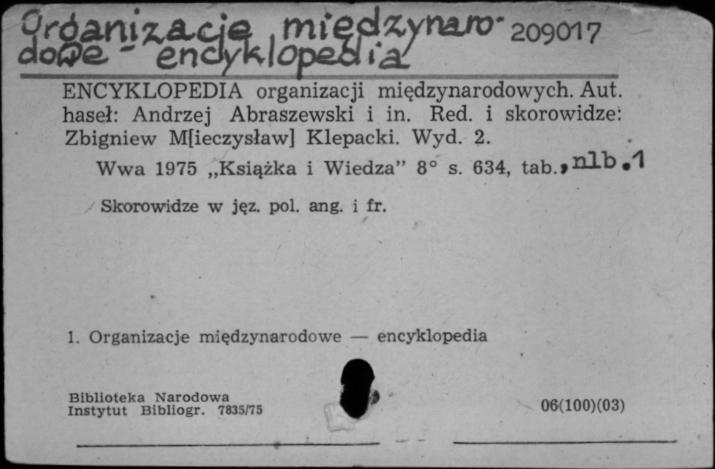 Organizacje międzynaro-
dowe - encyklopedia
209017
ENCYKLOPEDIA organizacji międzynarodowych. Aut.
haseł: Andrzej Abraszewski i in. Red. i skorowidze:
Zbigniew M[ieczysław] Klepacki. Wyd. 2.
Wwa 1975 „Książka i Wiedza” 8° s. 634, tab., nlb. 1
Skorowidze w jęz. pol. ang. i fr.
1. Organizacje międzynarodowe — encyklopedia
Biblioteka Narodowa
Instytut Bibliogr. 7835/75
06(100)(03)